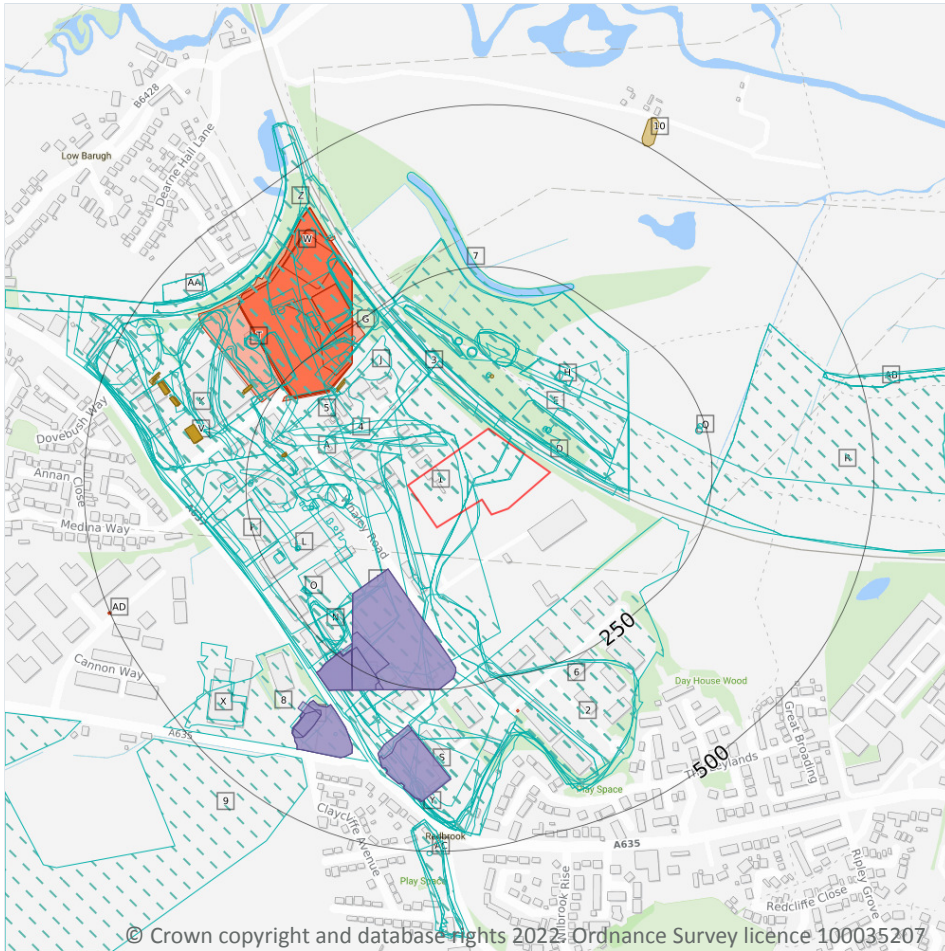 B6428
10
Low Barugh
Dearne Hall Lane
Z
W
7
AA
G
T
J
3
H
K
5
E
4
V
Q
A
D
R
Dovebush Way
Annan Close
1
Medina Way
L
O
AD
N
250
Cannon Way
6
Day House Wood
8
X
2
A635
Great Broading
S
500
9
Play Space
Claycliffe Avenue
Redbrook
AC
A635
Play Space
Ripley Grove
Redcliffe Close
© Crown copyright and database rights 2022. Ordnance Survey licence 100035207.